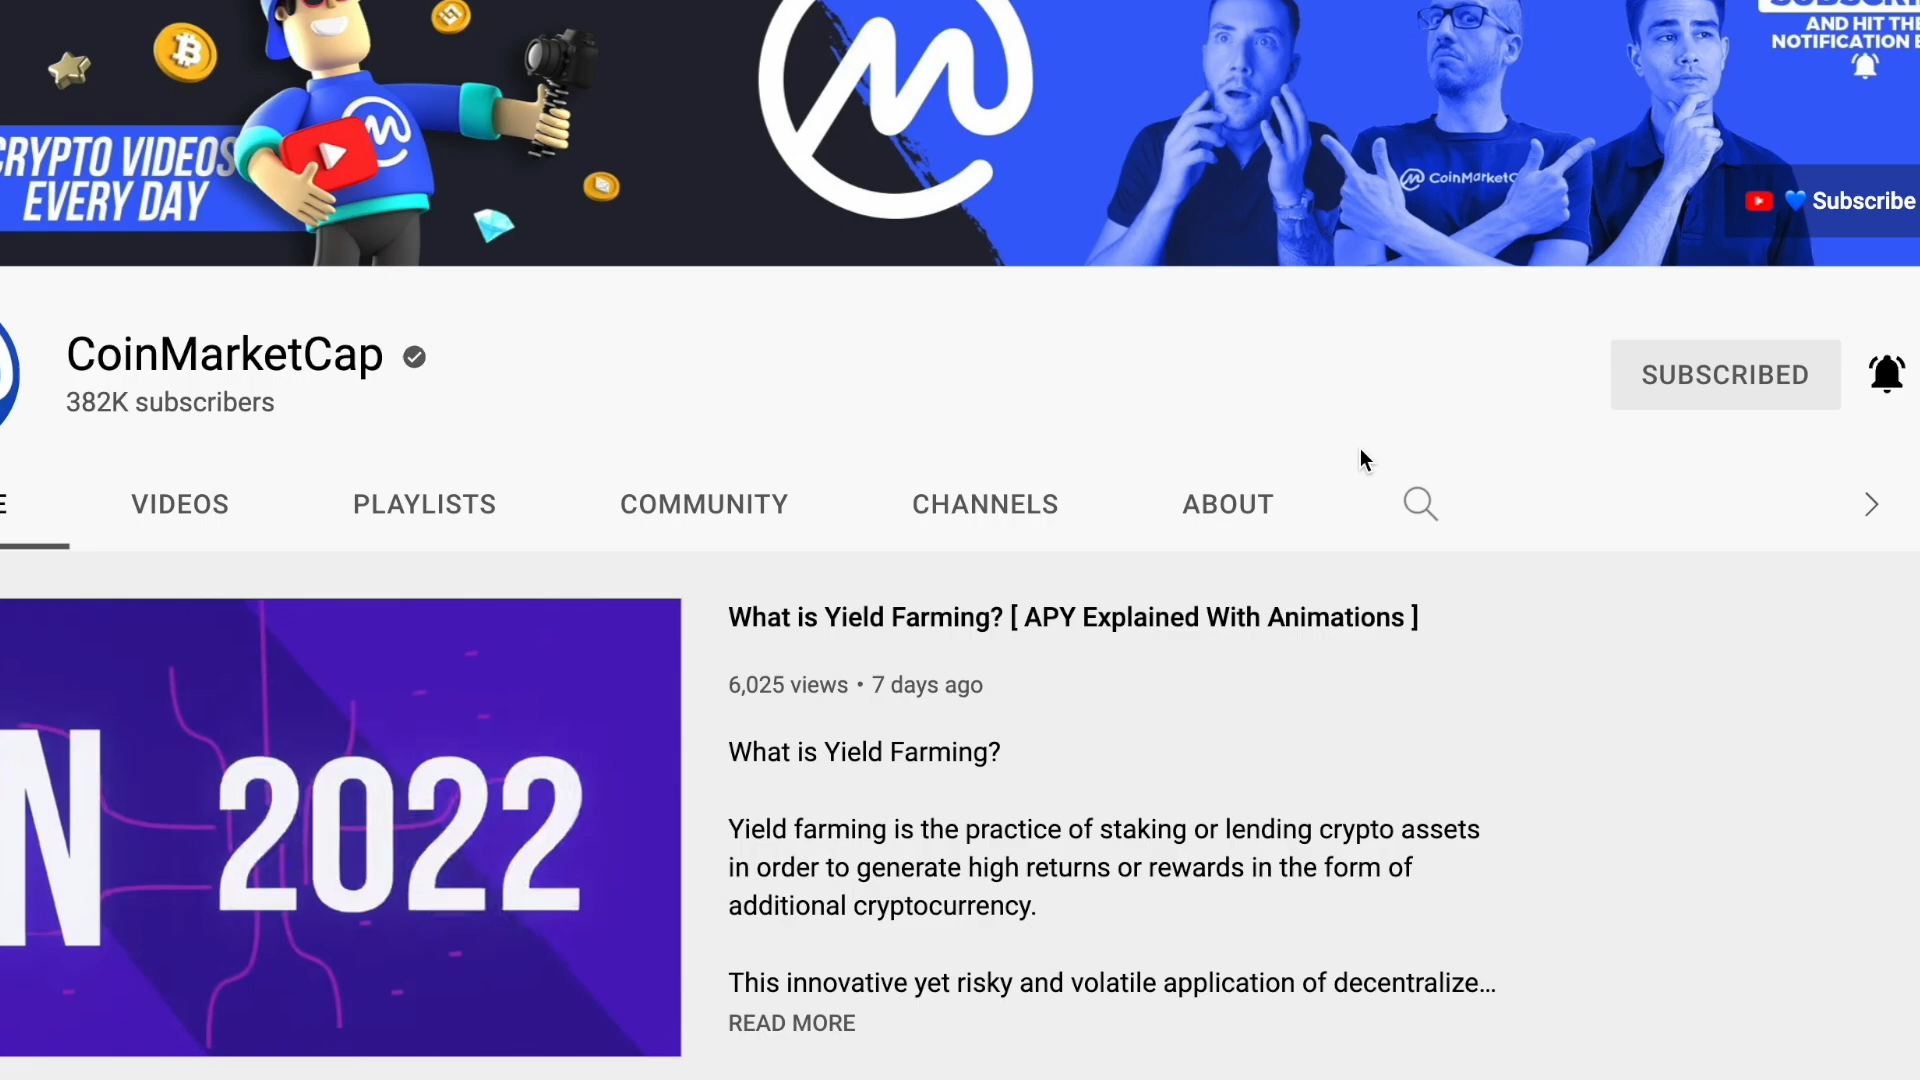 AND HIT THE
NOTIFICATION
CRYPTO VIDEOS
EVERY DAY
CoinMarketC
Subscribe
CoinMarketCap
382K subscribers
SUBSCRIBED
E
VIDEOS
PLAYLISTS
COMMUNITY
CHANNELS
ABOUT
What is Yield Farming? [ APY Explained With Animations ]
6,025 views • 7 days ago
What is Yield Farming?
Yield farming is the practice of staking or lending crypto assets
in order to generate high returns or rewards in the form of
additional cryptocurrency.
This innovative yet risky and volatile application of decentralize...
READ MORE
N 2022